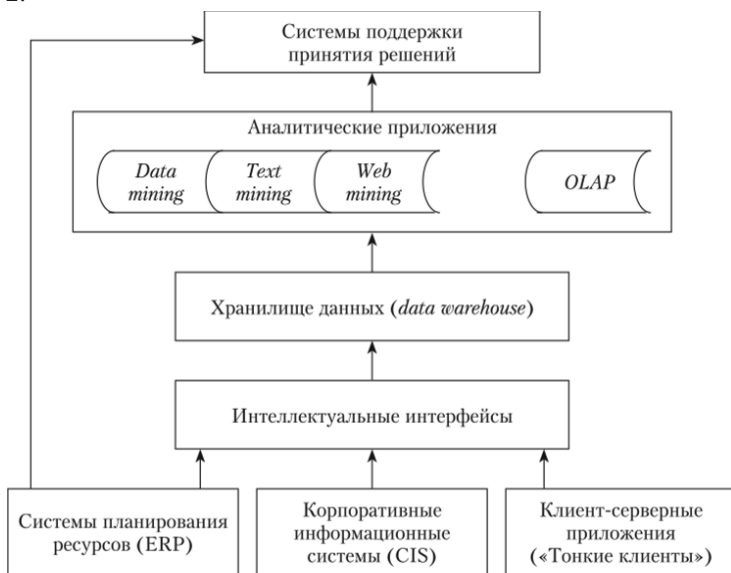 Системы поддержки
принятия решений
Аналитические приложения
Data
mining
Text
mining
Web
mining
OLAP
Хранилище данных (data warehouse)
Интеллектуальные интерфейсы
Системы планирования
ресурсов (ERP)
Корпоративные
информационные
системы (CIS)
Клиент-серверные
приложения
(«Тонкие клиенты»)